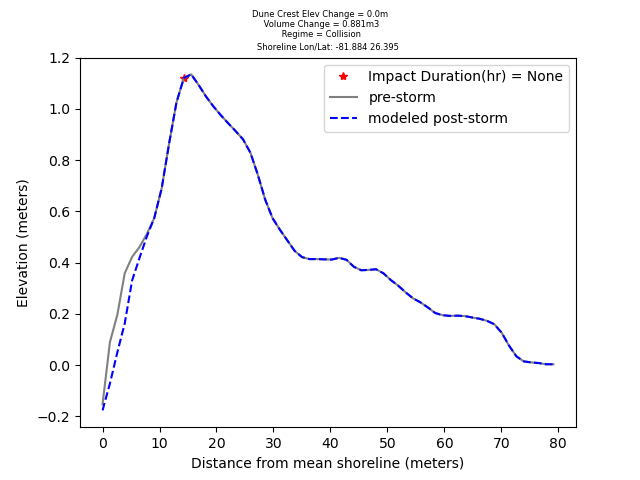 Dune Crest Elev Change = 0.0m
Volume Change = 0.881m3
Regime = Collision
Shoreline Lon/Lat: -81.884 26.395
Impact Duration(hr) = None
pre-storm
modeled post-storm
1.2
1.0
0.8
0.6
0.4
0.2
0.0
−0.2
Elevation (meters)
0 10 20 30 40 50 60 70 80
Distance from mean shoreline (meters)